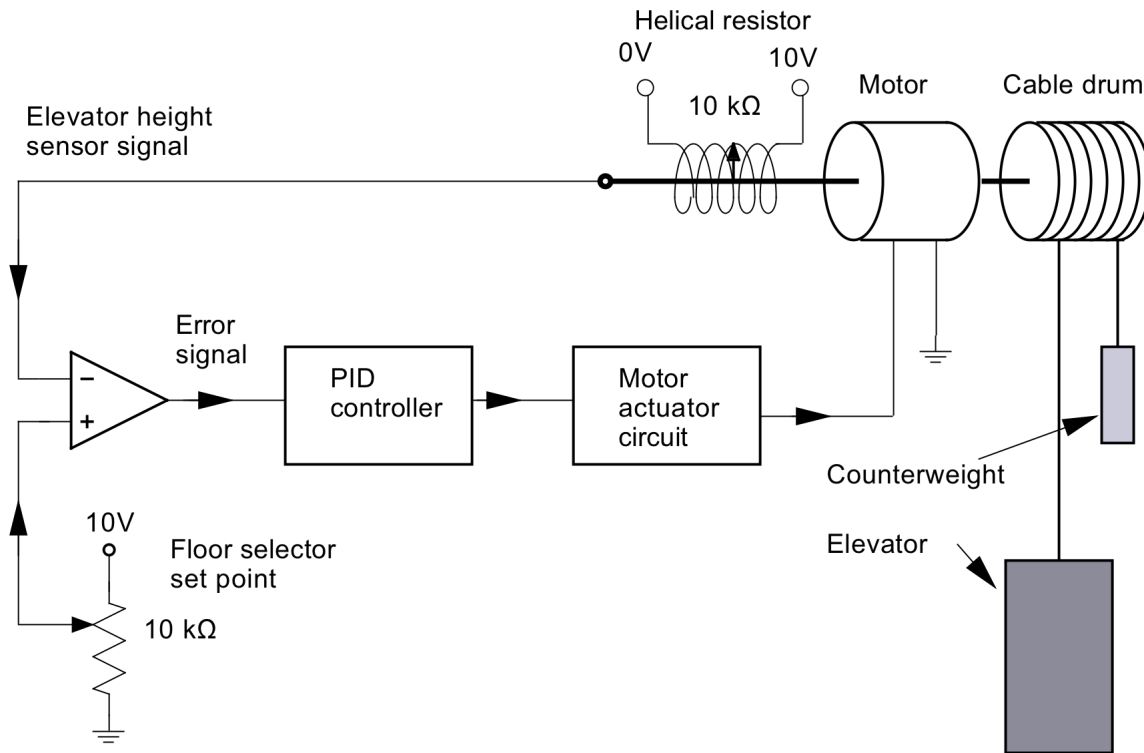 Helical resistor
0V
10V
10 kΩ
Motor
Cable drum
Elevator height
sensor signal
Error
signal
−
+
PID
controller
Motor
actuator
circuit
Counterweight
10V
Floor selector
set point
10 kΩ
Elevator